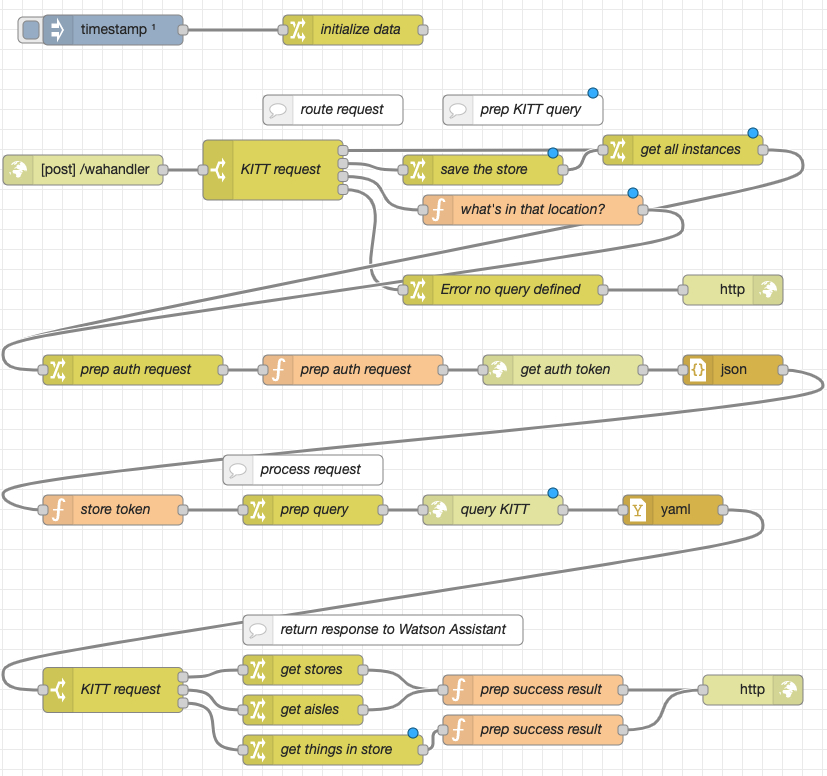 timestamp ¹
initialize data
route request
prep KITT query
[post] /wahandler
KITT request
get all instances
save the store
what's in that location?
Error no query defined
http
prep auth request
prep auth request
get auth token
json
process request
store token
prep query
query KITT
yaml
return response to Watson Assistant
KITT request
get stores
get aisles
get things in store
prep success result
prep success result
http